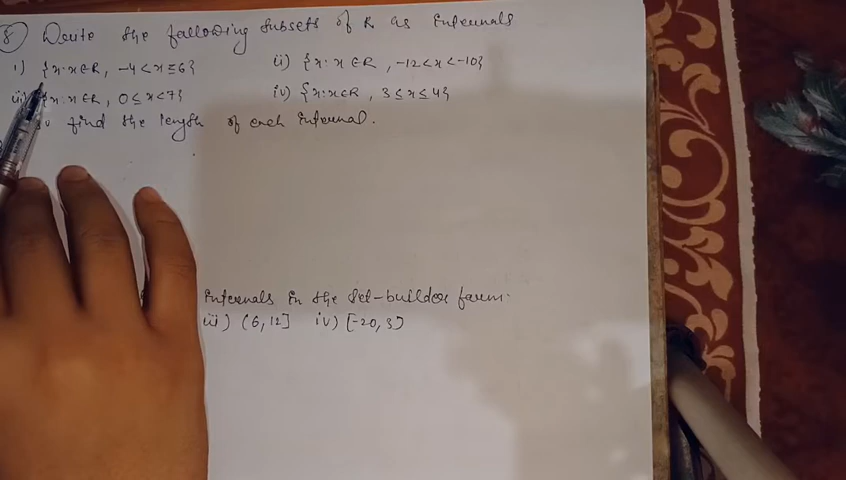 8) Write the following subsets of R as intervals
i) {x: x ∈ R, -4 < x ≤ 6} ii) {x: x ∈ R, -12 < x < -10}
iii) {x: x ∈ R, 0 ≤ x < 7} iv) {x: x ∈ R, 3 ≤ x ≤ 4}
find the length of each interval.
intervals in the set-builder form:
iii) (6, 12] iv) [-20, 3)